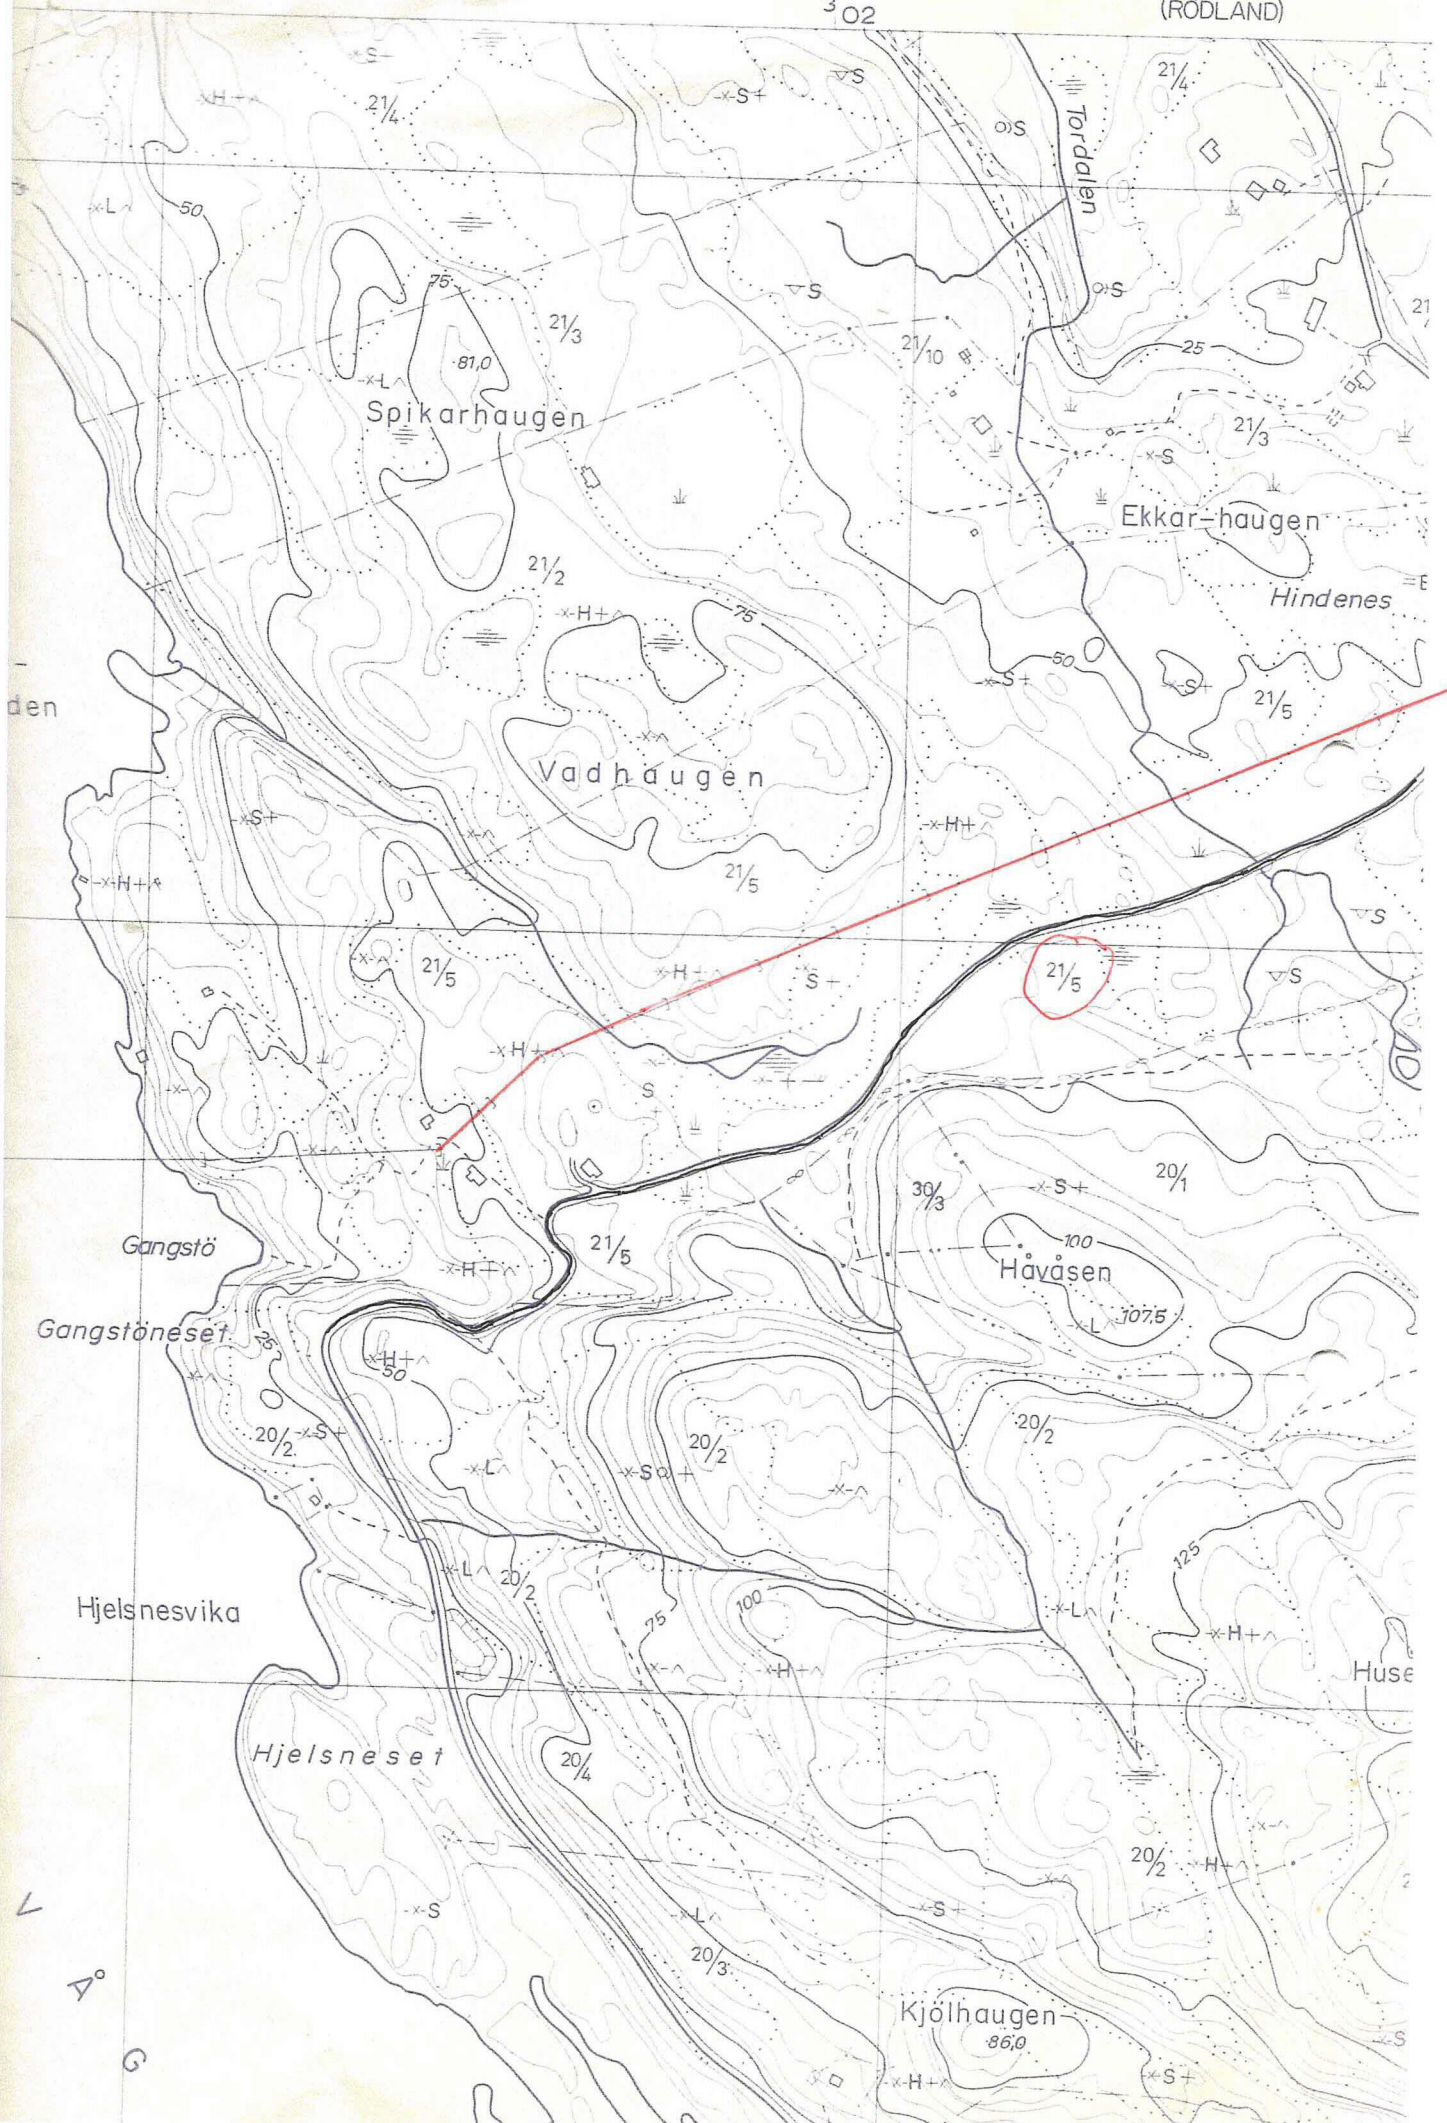 ³02
(RÖDLAND)
-x-S-
▽S
21/4
-x-H+^
21/4
-x-S+
o)S
Tordalen
-x-L^
50
75
▽S
o)S
21/3
21/10
25
81,0
-x-L^
Spikarhaugen
21/3
-x-S
Ekkar-haugen
21/2
Hindenes
-x-H+^
75
50
-x-S+
-x-S+
21/5
den
-x-^
Vadhaugen
-x-S+
-x-^
-x-H+^
21/5
-x-H+^
▽S
-x-^
21/5
-x-H+^
S+
21/5
▽S
-x-H+^
-x-^
S
-x-+
-x-^
30/3
-x-S+
20/1
Gangstö
21/5
100
-x-H+^
Håvåsen
107,5
-x-L^
Gangstöneset
25
-x-H+^
50
-x-^
20/2
-x-S+
20/2
20/2
-x-L^
-x-So+
-x-^
125
-x-L^
20/2
100
Hjelsnesvika
-x-L^
75
-x-H+^
-x-^
-x-H+^
Huse
Hjelsneset
20/4
-x-^
20/2
-x-H+^
-x-^
-x-S
-x-L^
-x-S+
20/3
V
Å
G
Kjölhaugen
86,0
-x-S
-x-H+^
-x-S+